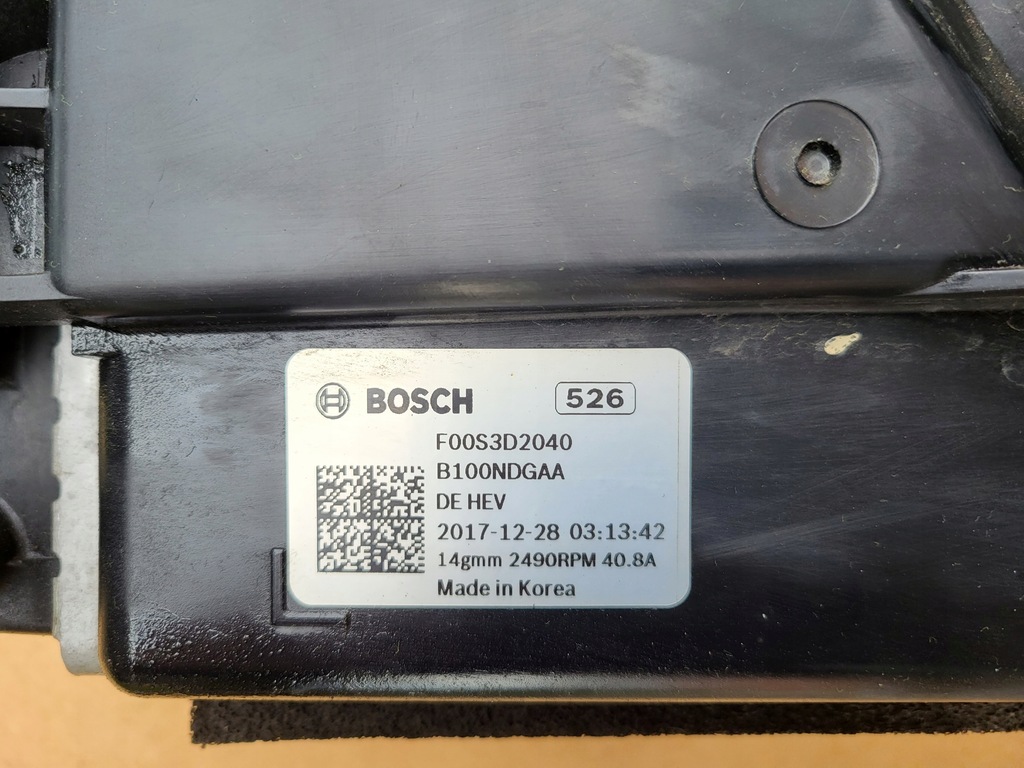 BOSCH 526
F00S3D2040
B100NDGAA
DE HEV
2017-12-28 03:13:42
14gmm 2490RPM 40.8A
Made in Korea